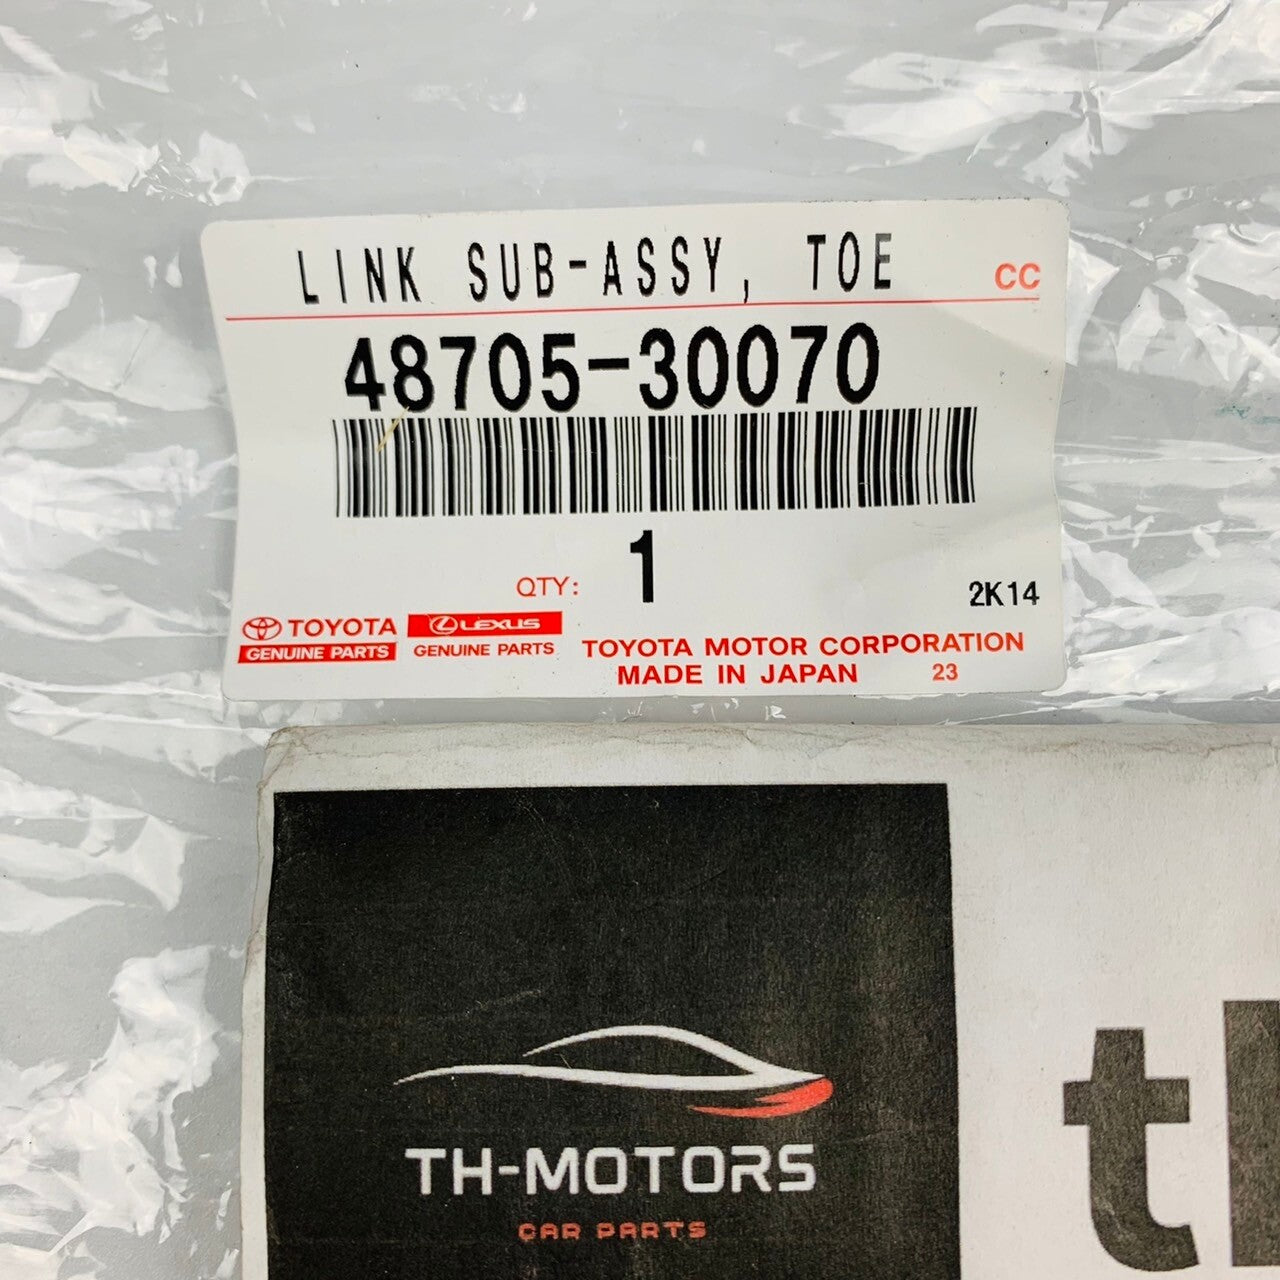 LINK SUB-ASSY, TOE CC
48705-30070
QTY: 1 2K14
TOYOTA LEXUS
GENUINE PARTS GENUINE PARTS
TOYOTA MOTOR CORPORATION
MADE IN JAPAN 23
TH-MOTORS
CAR PARTS